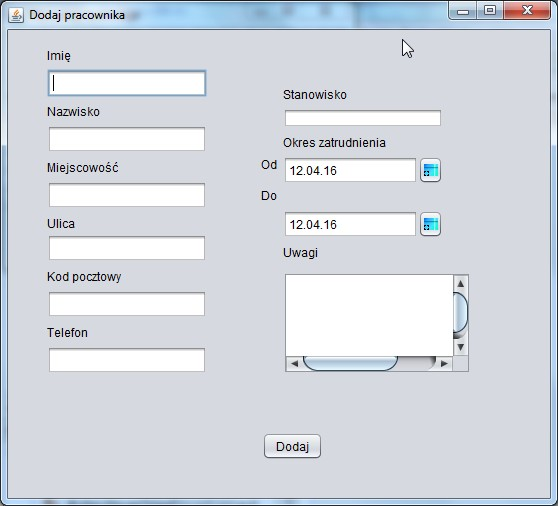 Dodaj pracownika
Imię
Nazwisko
Miejscowość
Ulica
Kod pocztowy
Telefon
Stanowisko
Okres zatrudnienia
Od 12.04.16
Do
12.04.16
Uwagi
Dodaj